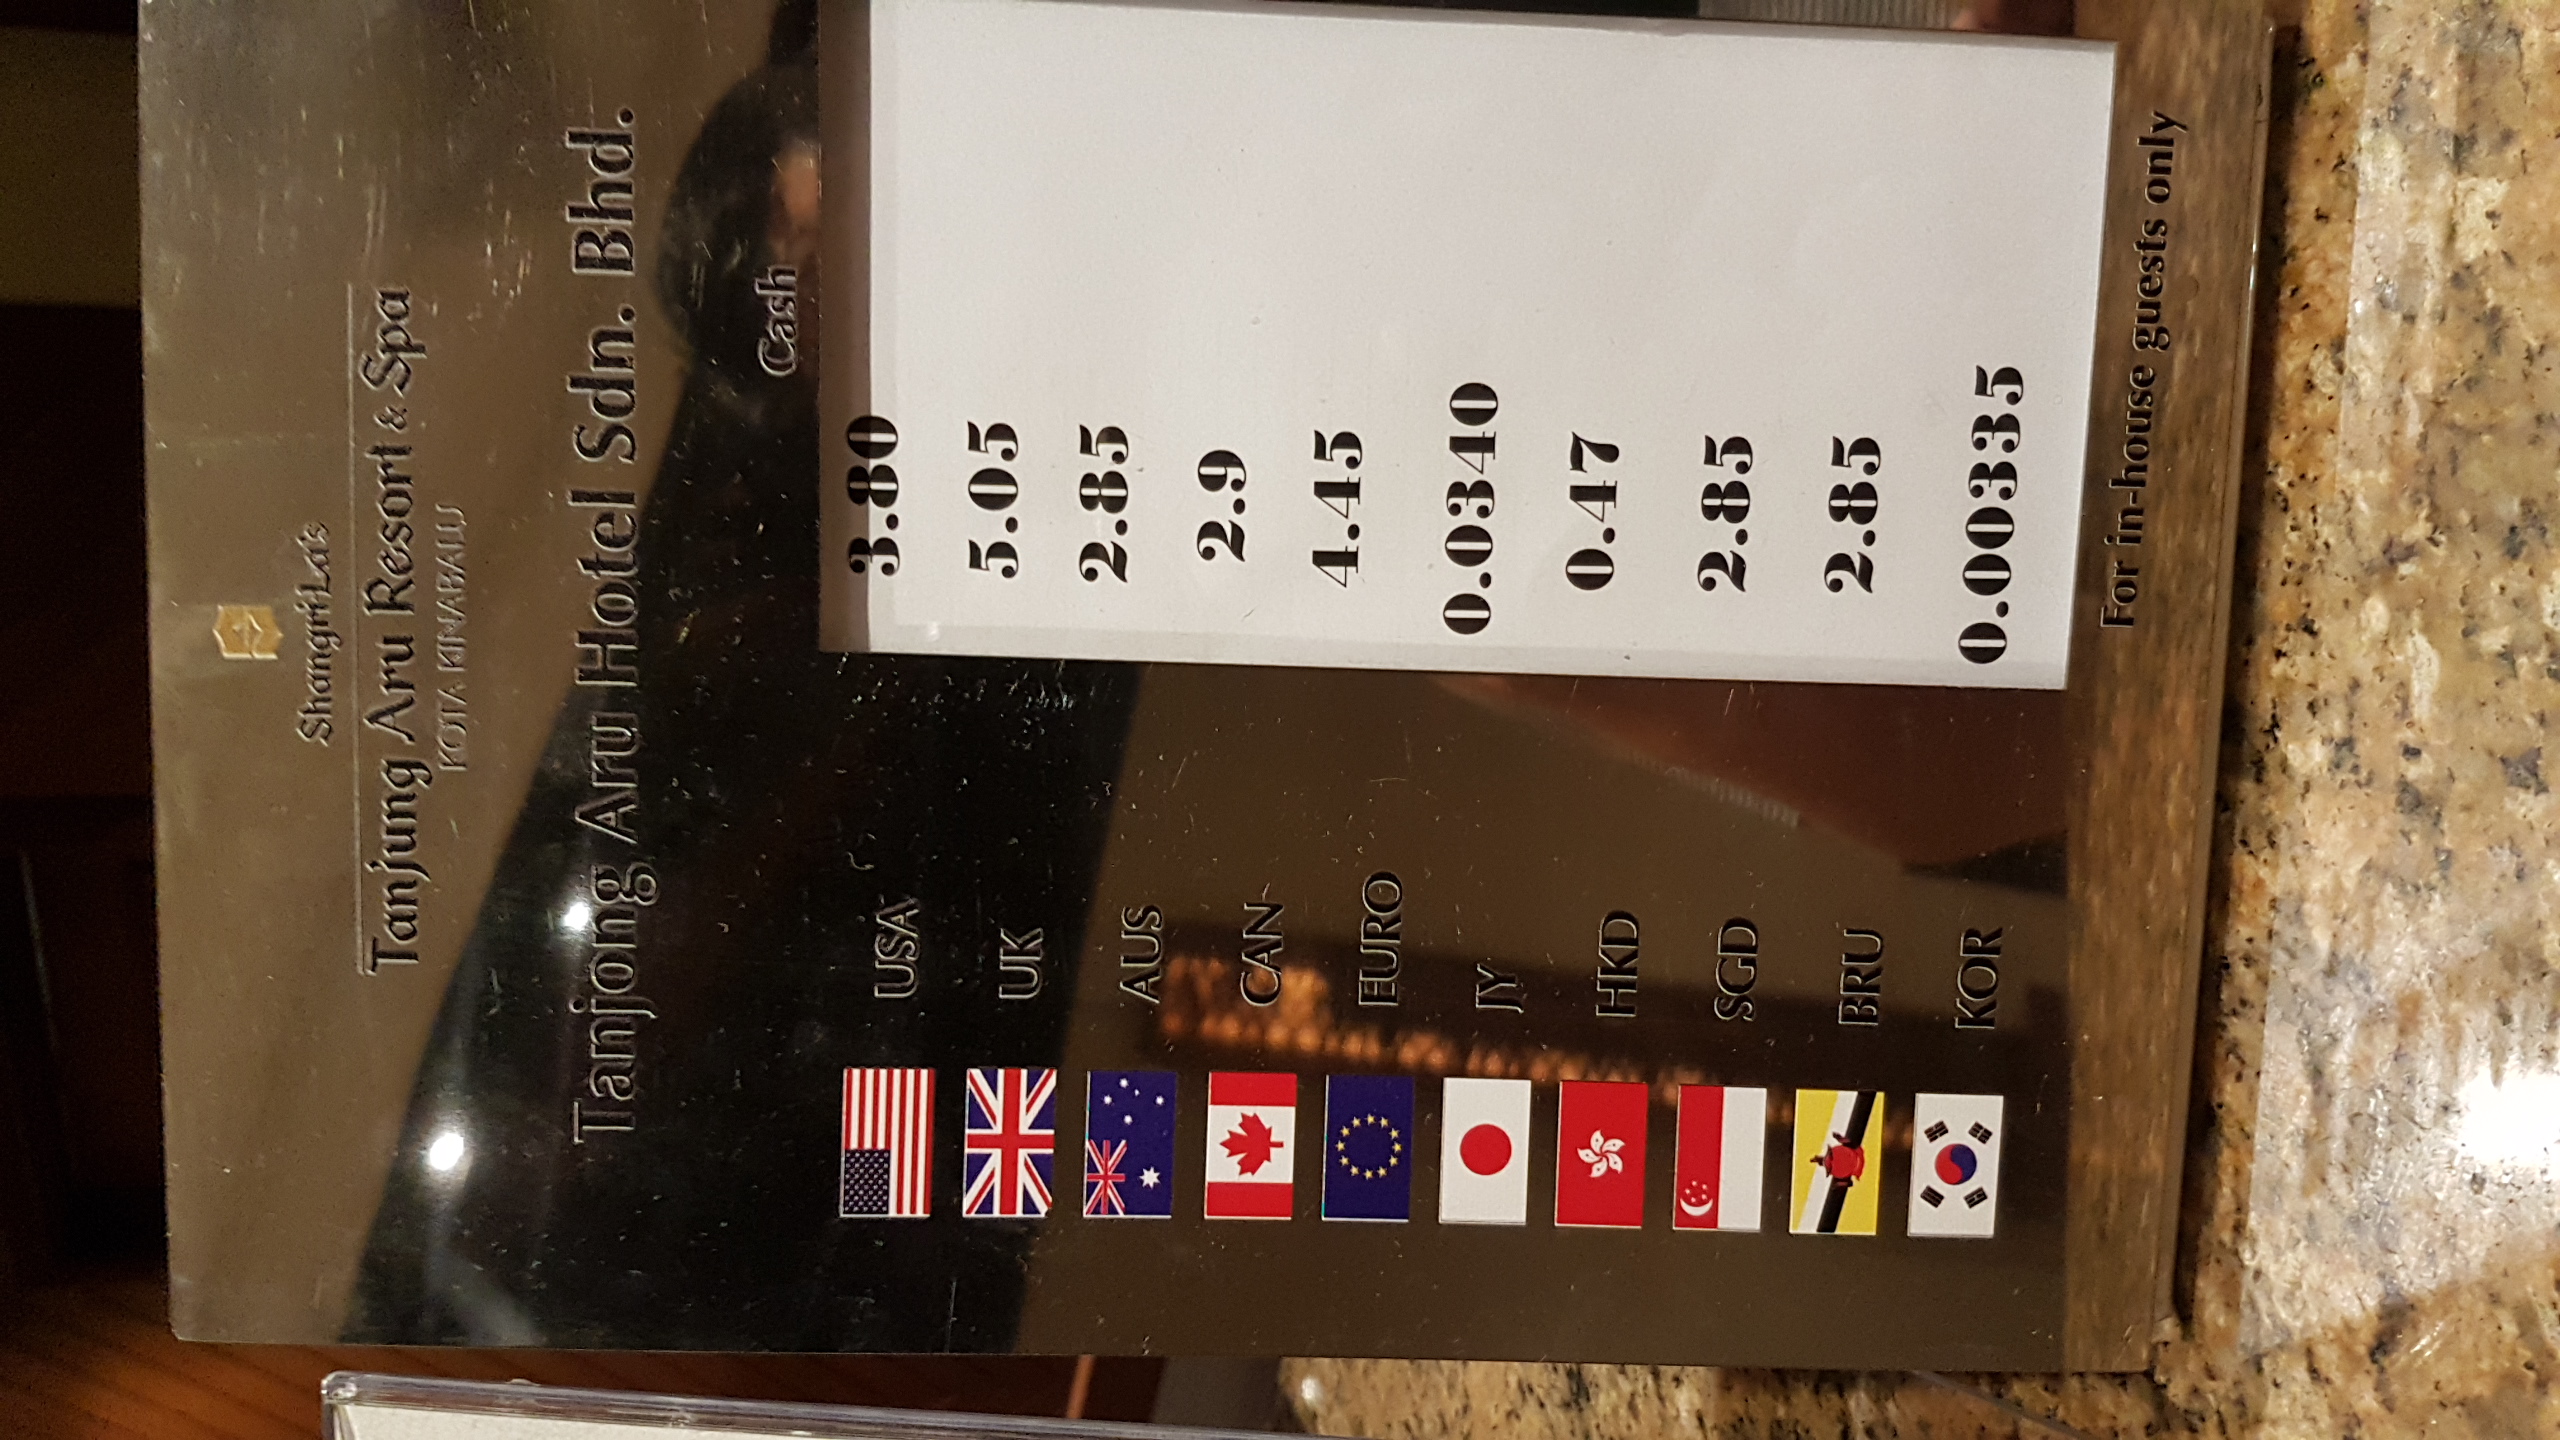 Shangri-La's
Tanjung Aru Resort & Spa
KOTA KINABALU
Tanjong Aru Hotel Sdn. Bhd.
Cash
USA 3.80
UK 5.05
AUS 2.85
CAN 2.9
EURO 4.45
JY 0.0340
HKD 0.47
SGD 2.85
BRU 2.85
KOR 0.00335
For in-house guests only